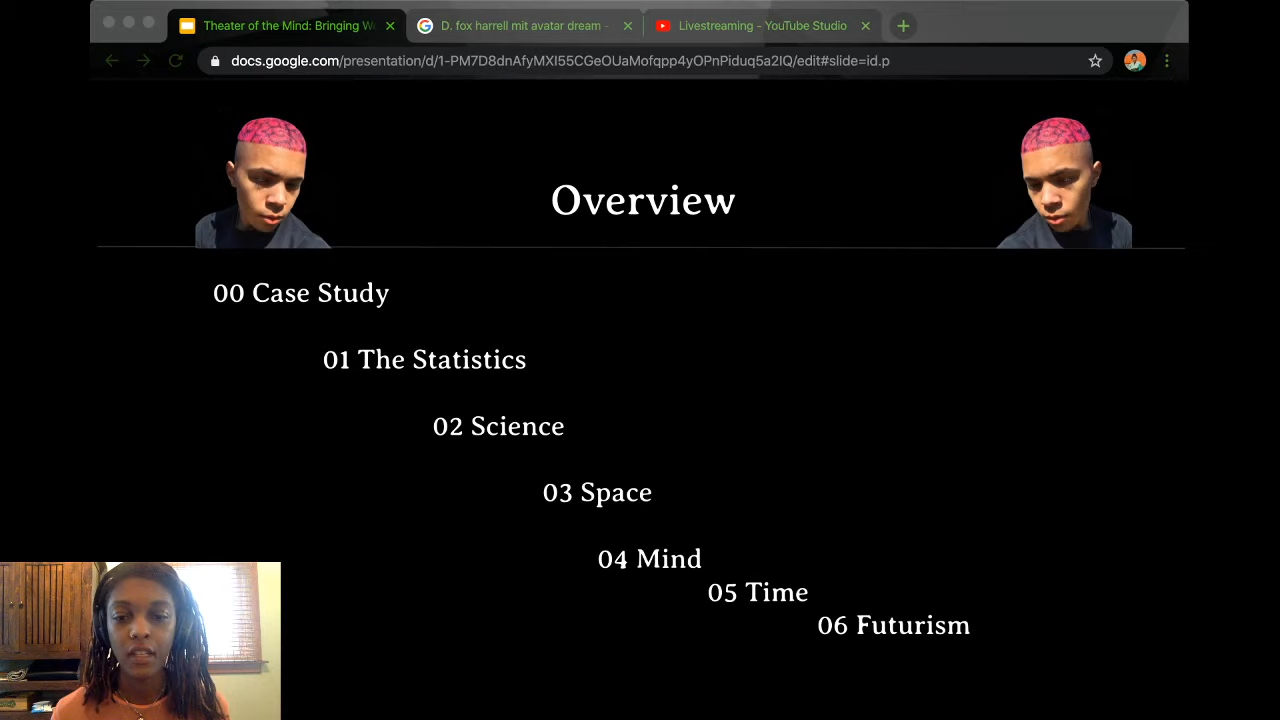 Theater of the Mind: Bringing W
D. fox harrell mit avatar dream -
Livestreaming - YouTube Studio
docs.google.com/presentation/d/1-PM7D8dnAfyMXI55CGeOUaMofqpp4yOPnPiduq5a2IQ/edit#slide=id.p
Overview
00 Case Study
01 The Statistics
02 Science
03 Space
04 Mind
05 Time
06 Futurism